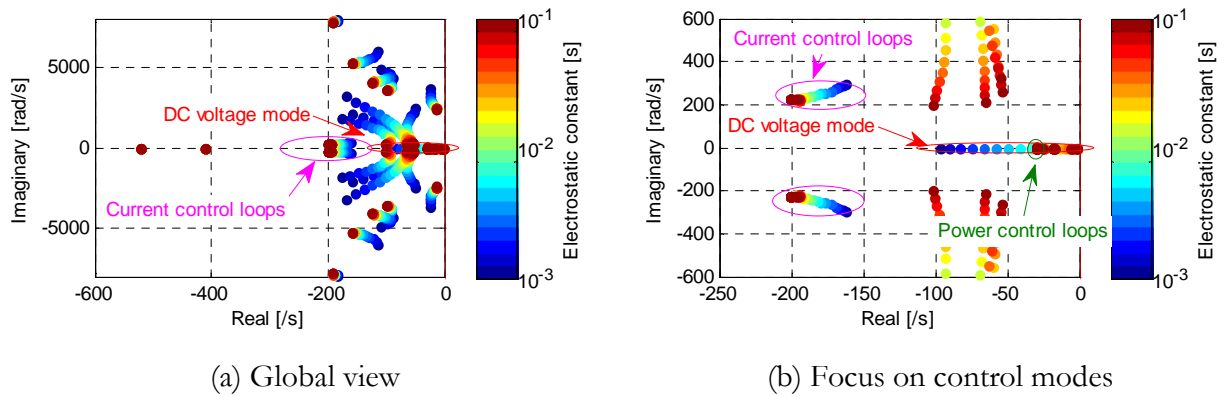 5000
0
-5000
Imaginary [rad/s]
-600
-400
-200
0
Real [/s]
DC voltage mode
Current control loops
10^-1
10^-2
10^-3
Electrostatic constant [s]
(a) Global view
600
400
200
0
-200
-400
-600
Imaginary [rad/s]
-250
-200
-150
-100
-50
0
Real [/s]
Current control loops
DC voltage mode
Power control loops
10^-1
10^-2
10^-3
Electrostatic constant [s]
(b) Focus on control modes